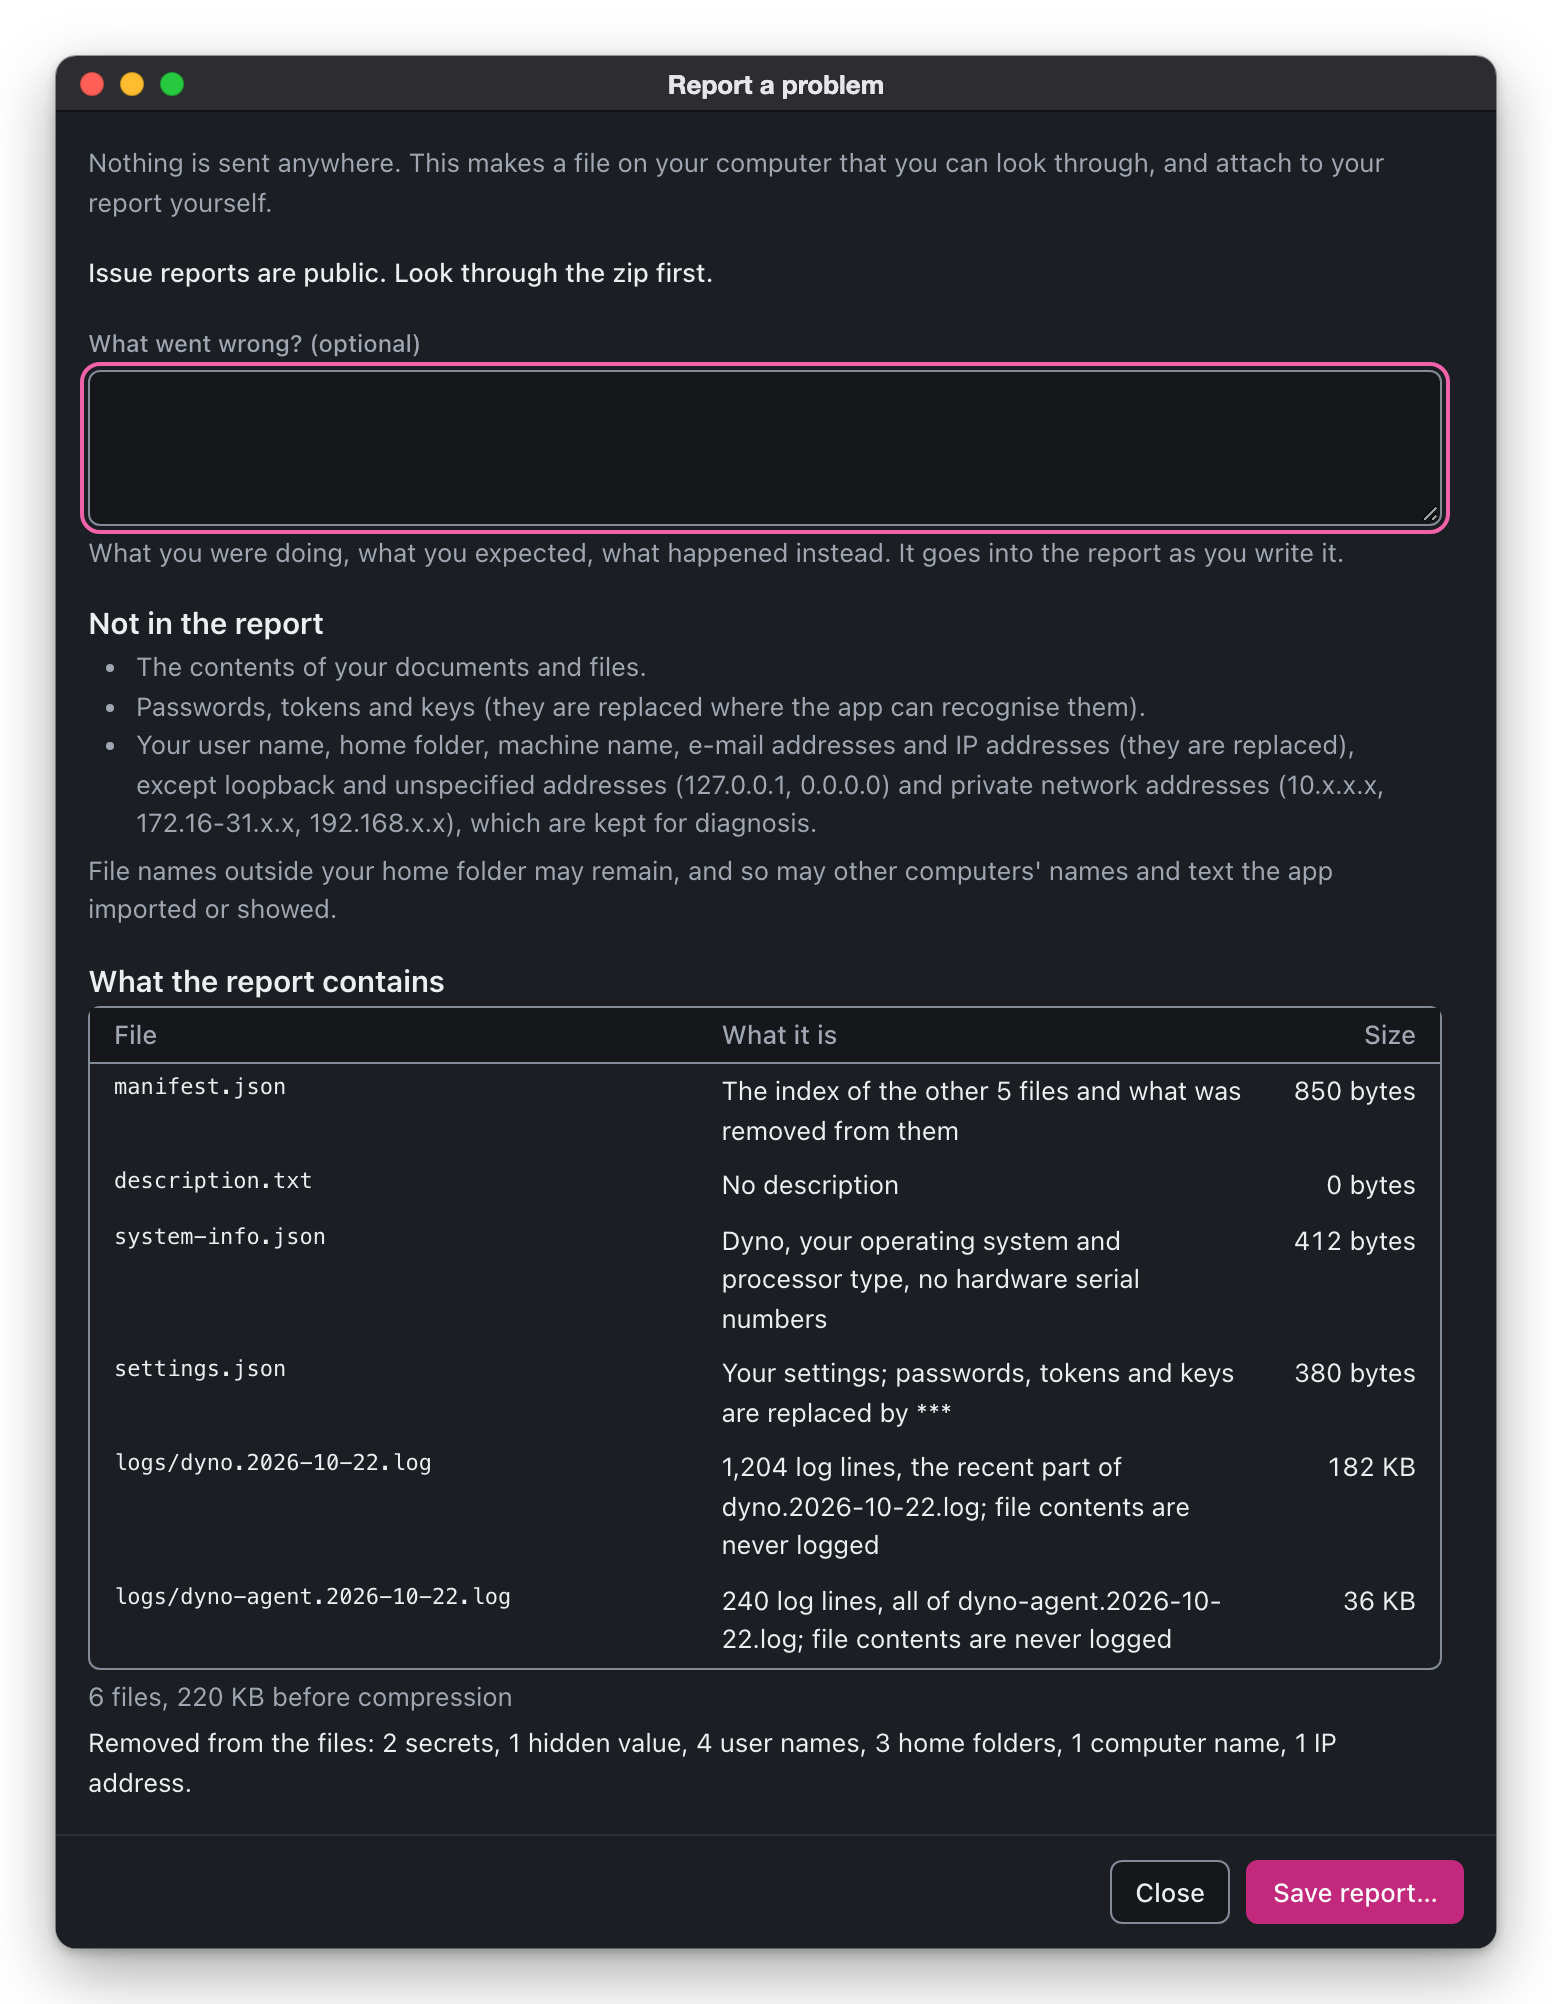 Report a problem
Nothing is sent anywhere. This makes a file on your computer that you can look through, and attach to your
report yourself.
Issue reports are public. Look through the zip first.
What went wrong? (optional)
What you were doing, what you expected, what happened instead. It goes into the report as you write it.
Not in the report
• The contents of your documents and files.
• Passwords, tokens and keys (they are replaced where the app can recognise them).
• Your user name, home folder, machine name, e-mail addresses and IP addresses (they are replaced),
except loopback and unspecified addresses (127.0.0.1, 0.0.0.0) and private network addresses (10.x.x.x,
172.16-31.x.x, 192.168.x.x), which are kept for diagnosis.
File names outside your home folder may remain, and so may other computers' names and text the app
imported or showed.
What the report contains
File What it is Size
manifest.json The index of the other 5 files and what was 850 bytes
removed from them
description.txt No description 0 bytes
system-info.json Dyno, your operating system and 412 bytes
processor type, no hardware serial
numbers
settings.json Your settings; passwords, tokens and keys 380 bytes
are replaced by ***
logs/dyno.2026-10-22.log 1,204 log lines, the recent part of 182 KB
dyno.2026-10-22.log; file contents are
never logged
logs/dyno-agent.2026-10-22.log 240 log lines, all of dyno-agent.2026-10- 36 KB
22.log; file contents are never logged
6 files, 220 KB before compression
Removed from the files: 2 secrets, 1 hidden value, 4 user names, 3 home folders, 1 computer name, 1 IP
address.
Close Save report...